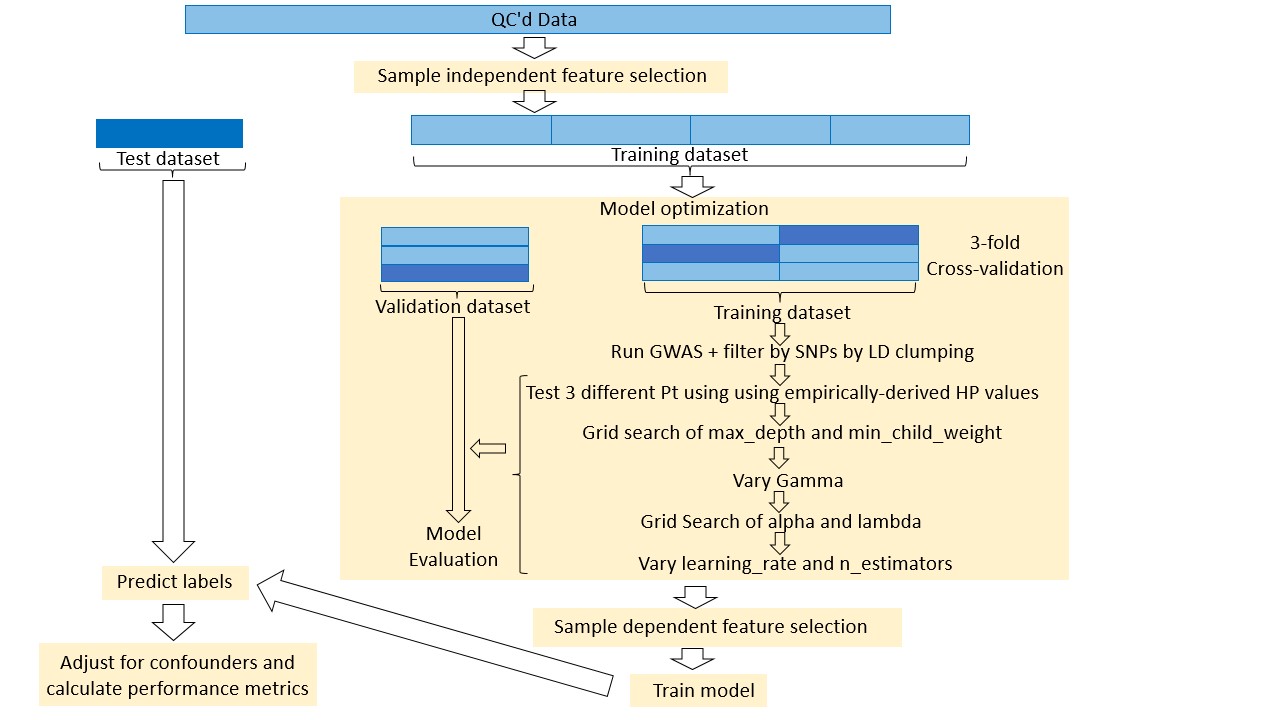 QC'd Data
Sample independent feature selection
Test dataset
Training dataset
Model optimization
3-fold
Cross-validation
Validation dataset
Training dataset
Run GWAS + filter by SNPs by LD clumping
Test 3 different Pt using using empirically-derived HP values
Grid search of max_depth and min_child_weight
Vary Gamma
Grid Search of alpha and lambda
Vary learning_rate and n_estimators
Model
Evaluation
Predict labels
Sample dependent feature selection
Adjust for confounders and
calculate performance metrics
Train model